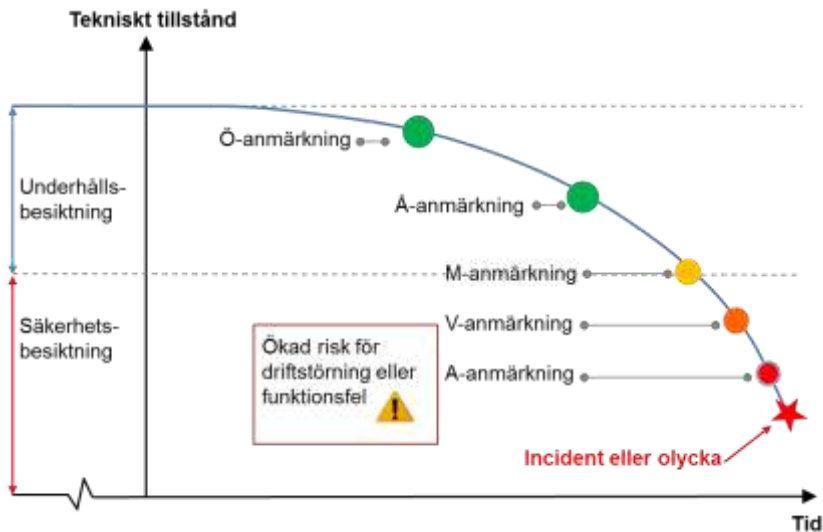 Tekniskt tillstånd
Ö-anmärkning
Underhålls-
besiktning
Å-anmärkning
M-anmärkning
Säkerhets-
besiktning
V-anmärkning
Ökad risk för
driftstörning eller
funktionsfel
A-anmärkning
Incident eller olycka
Tid